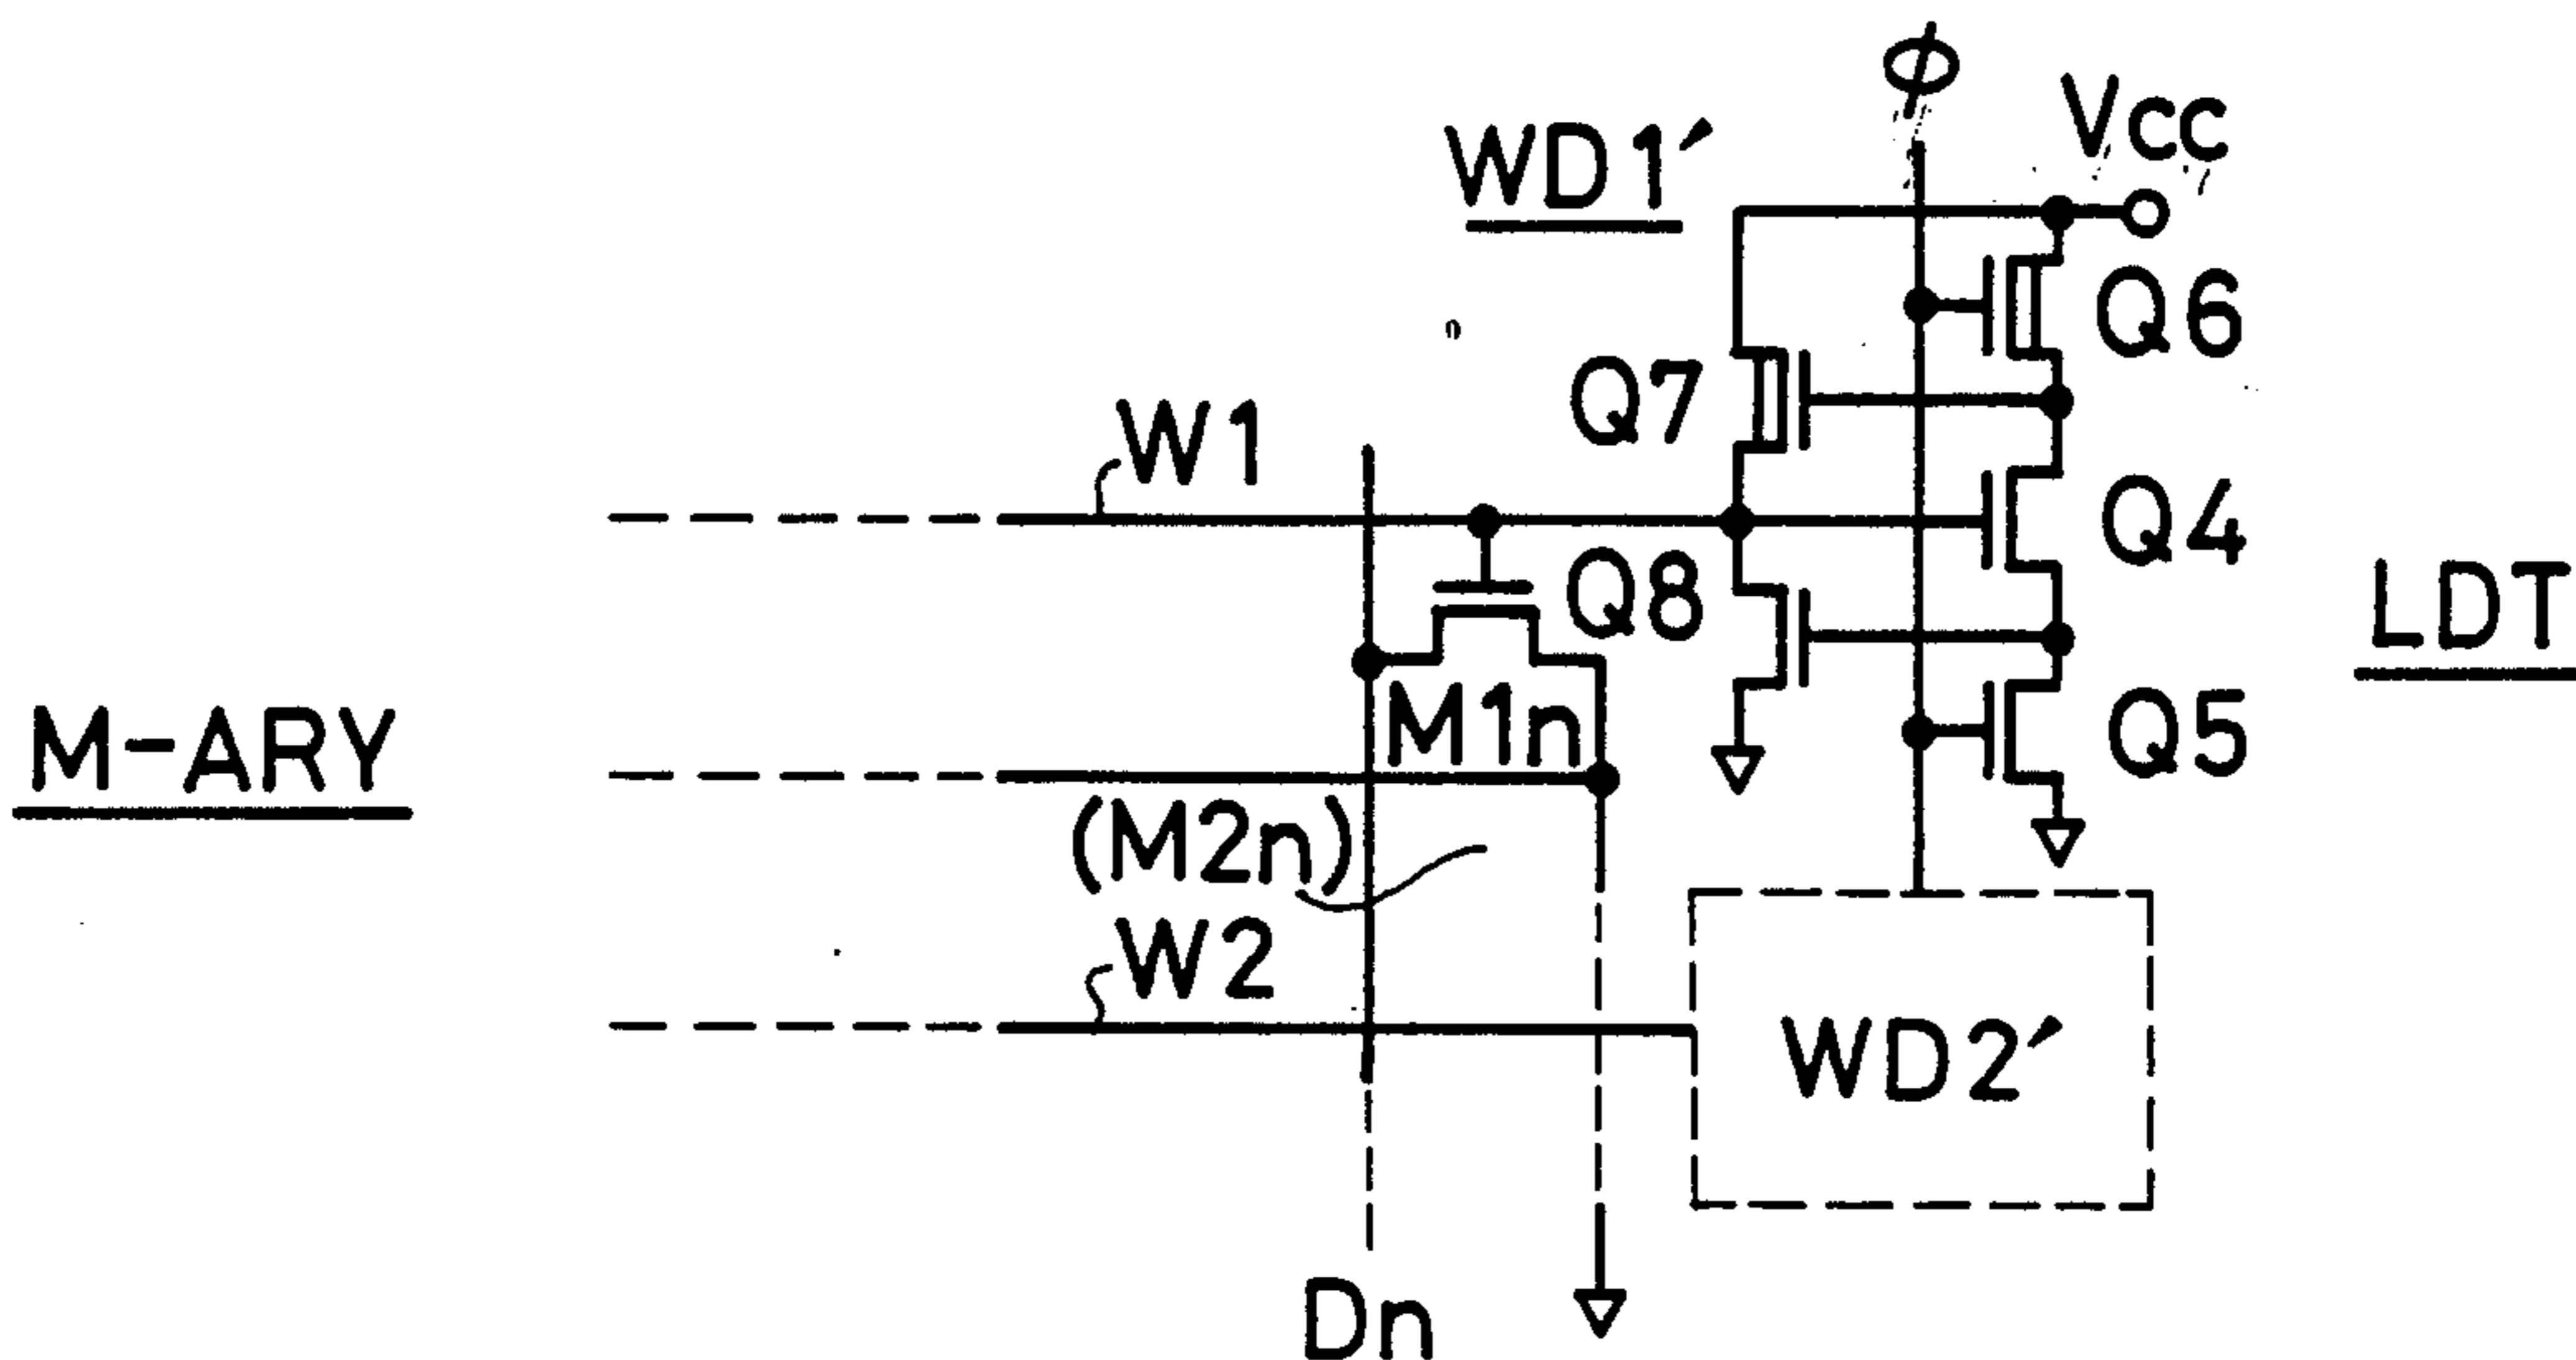 ϕ
Vcc
WD1′
Q6
Q7
W1
Q4
Q8
LDT
M1n
Q5
M-ARY
(M2n)
W2
WD2′
Dn